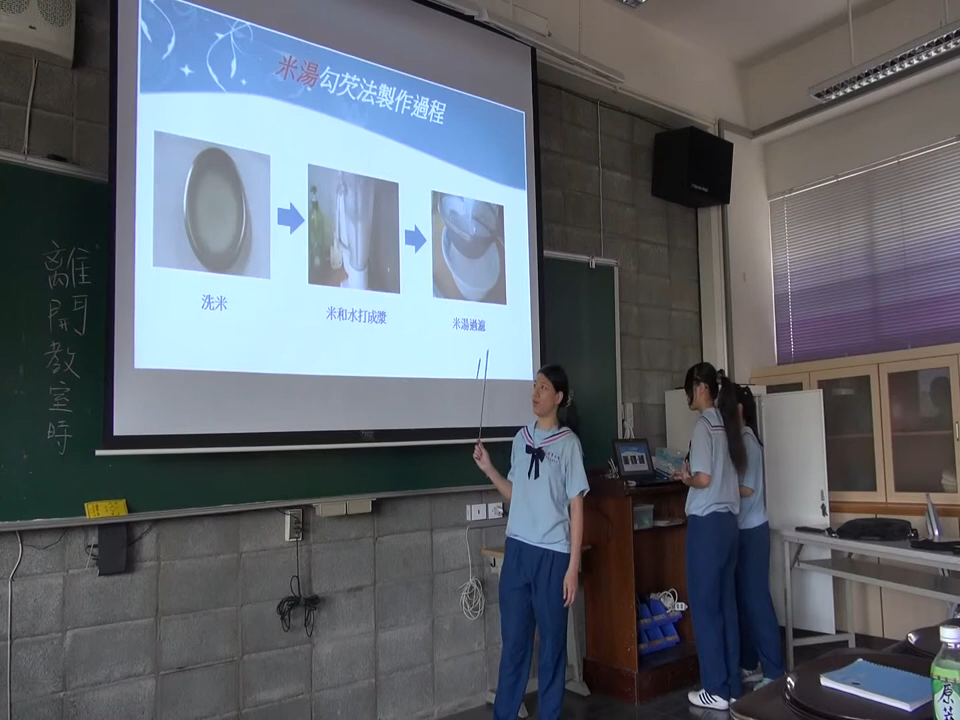 米湯勾芡法製作過程
洗米
米和水打成漿
米湯過濾
離開教室時
原